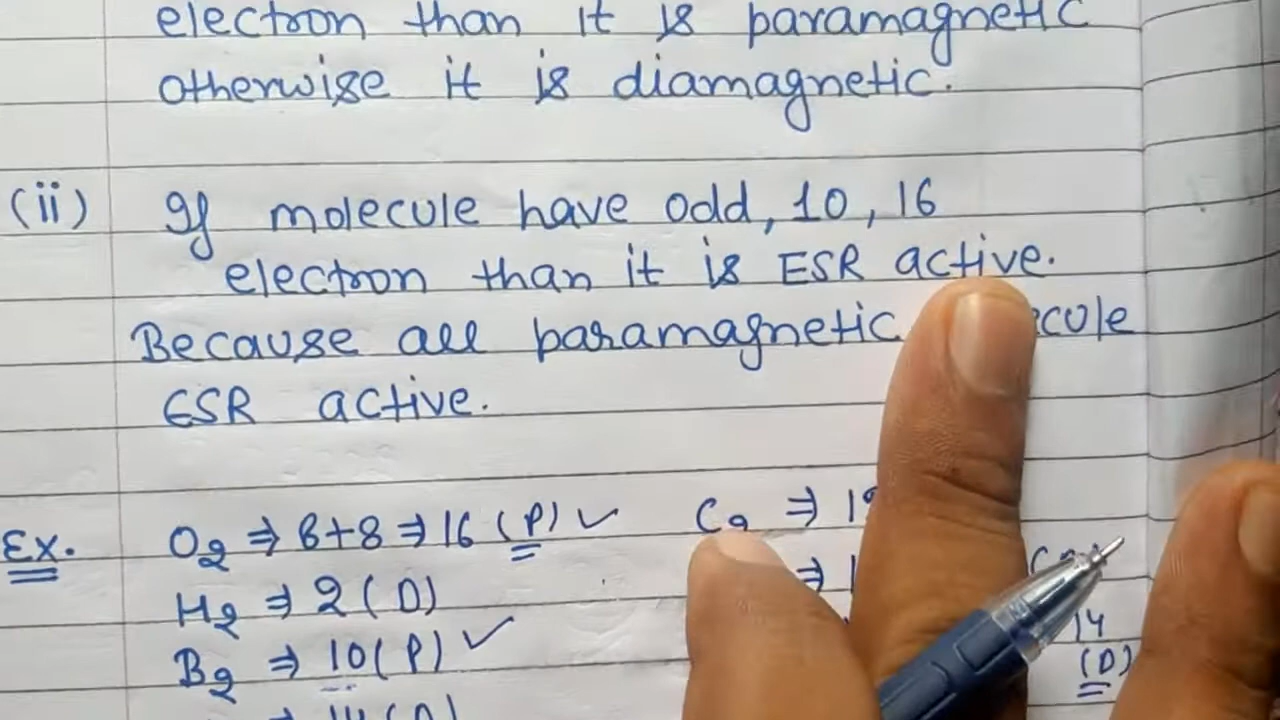 electron than it is paramagnetic
otherwise it is diamagnetic.
(ii) If molecule have odd, 10, 16
electron than it is ESR active.
Because all paramagnetic
ESR active.
Ex. O2 ⇒ 8+8 ⇒ 16 (P) ✓
H2 ⇒ 2 (D)
B2 ⇒ 10 (P) ✓
14
(D)